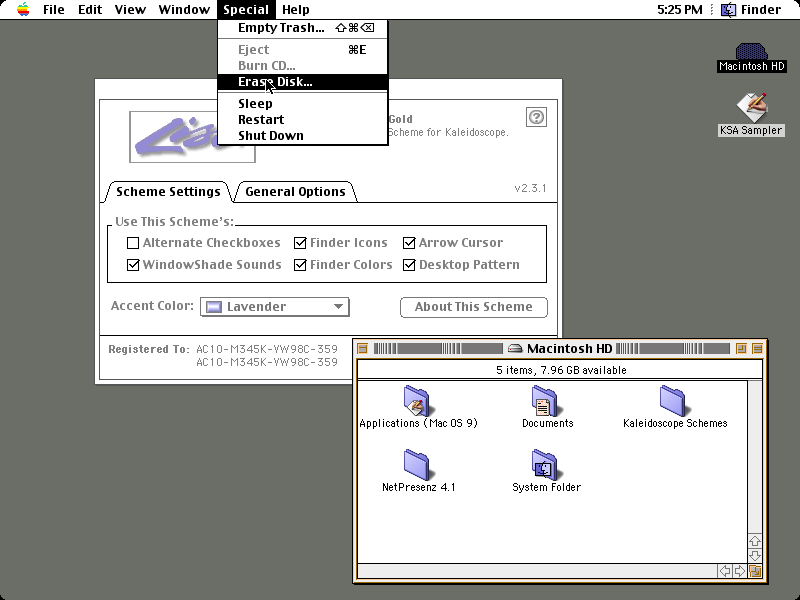 File Edit View Window Special Help 5:25 PM Finder
Empty Trash... ⇧⌘⌫
Eject ⌘E
Burn CD...
Erase Disk...
Sleep
Restart
Shut Down
Macintosh HD
KSA Sampler
Gold
Scheme for Kaleidoscope.
?
Scheme Settings General Options v2.3.1
Use This Scheme's:
Alternate Checkboxes Finder Icons Arrow Cursor
WindowShade Sounds Finder Colors Desktop Pattern
Accent Color: Lavender About This Scheme
Registered To: AC10-M345K-VW98C-359
AC10-M345K-VW98C-359
Macintosh HD
5 items, 7.96 GB available
Applications (Mac OS 9) Documents Kaleidoscope Schemes
NetPresenz 4.1 System Folder